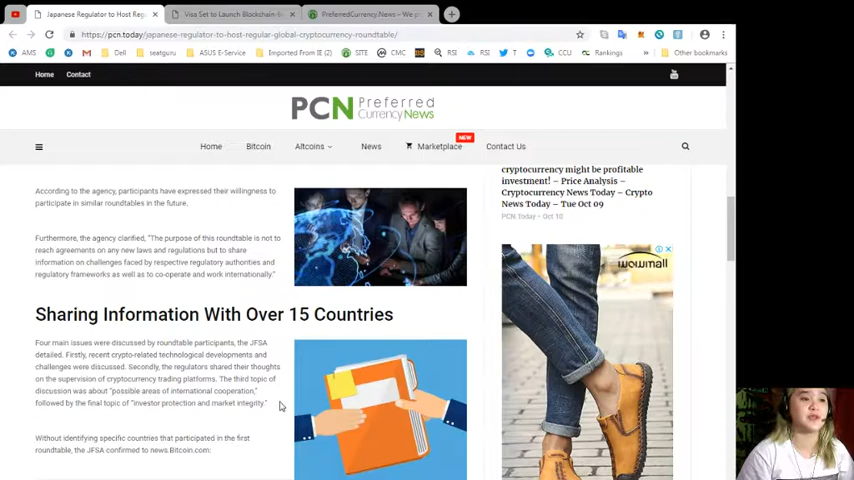 Japanese Regulator to Host Reg
Visa Set to Launch Blockchain-B
PreferredCurrency.News – We p
https://pcn.today/japanese-regulator-to-host-regular-global-cryptocurrency-roundtable/
AMS
Dell
seatguru
ASUS E-Service
Imported From IE (2)
SITE
CMC
RSI
RSI
T
CCU
Rankings
Other bookmarks
Home
Contact
PCN Preferred
Currency News
Home
Bitcoin
Altcoins
News
Marketplace
NEW
Contact Us
According to the agency, participants have expressed their willingness to
participate in similar roundtables in the future.
Furthermore, the agency clarified, "The purpose of this roundtable is not to
reach agreements on any new laws and regulations but to share
information on challenges faced by respective regulatory authorities and
regulatory frameworks as well as to co-operate and work internationally."
Sharing Information With Over 15 Countries
Four main issues were discussed by roundtable participants, the JFSA
detailed. Firstly, recent crypto-related technological developments and
challenges were discussed. Secondly, the regulators shared their thoughts
on the supervision of cryptocurrency trading platforms. The third topic of
discussion was about "possible areas of international cooperation,"
followed by the final topic of "investor protection and market integrity."
Without identifying specific countries that participated in the first
roundtable, the JFSA confirmed to news.Bitcoin.com:
cryptocurrency might be profitable
investment! – Price Analysis –
Cryptocurrency News Today – Crypto
News Today – Tue Oct 09
PCN Today - Oct 10
wowmall